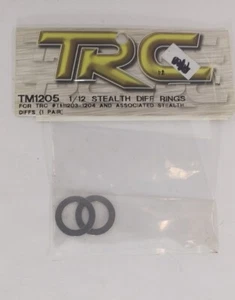 TRC
TM1205 1/12 STEALTH DIFF RINGS
FOR TRC #TM1203-1204 AND ASSOCIATED STEALTH
DIFFS (1 PAIR)